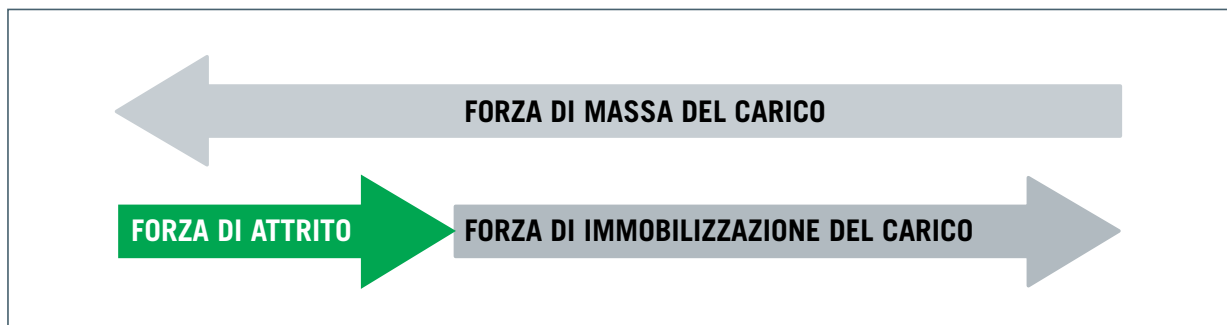 FORZA DI MASSA DEL CARICO
FORZA DI ATTRITO
FORZA DI IMMOBILIZZAZIONE DEL CARICO